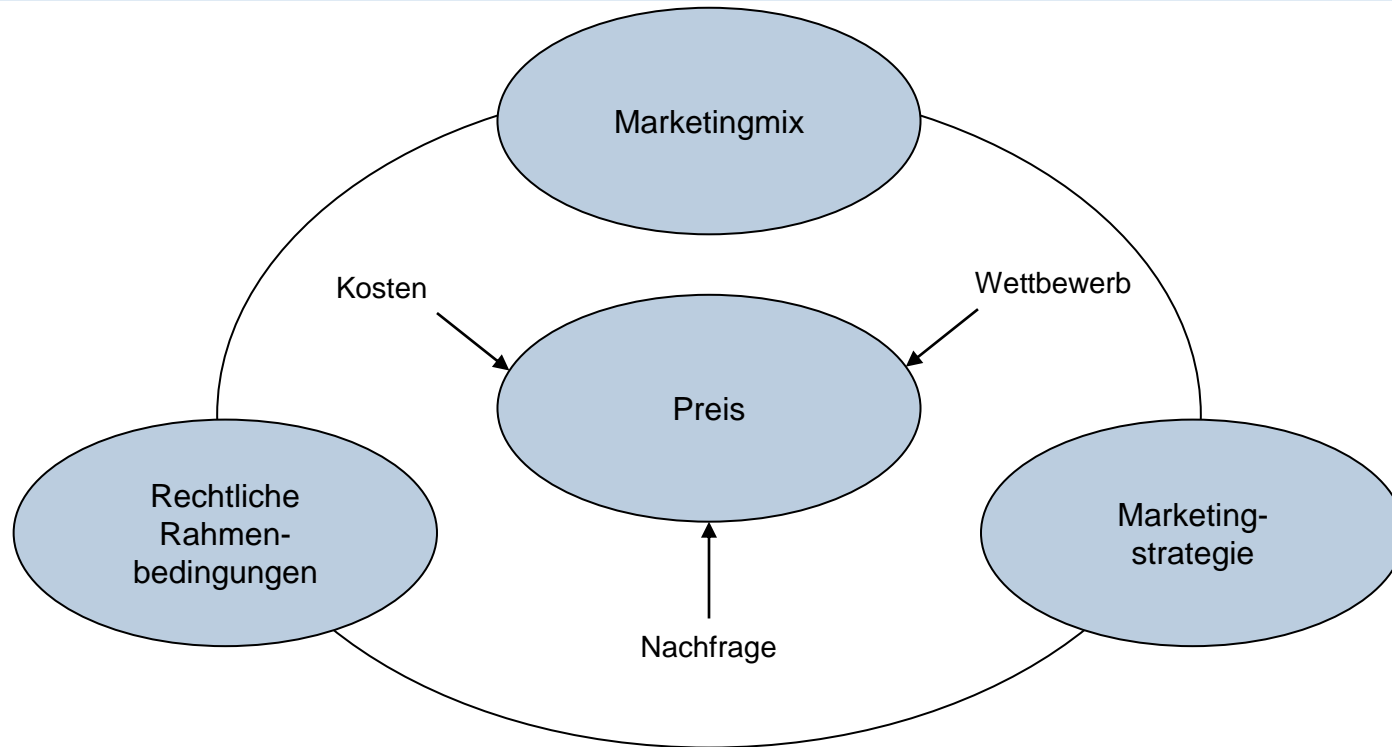 Marketingmix
Kosten
Wettbewerb
Preis
Rechtliche
Rahmen-
bedingungen
Marketing-
strategie
Nachfrage